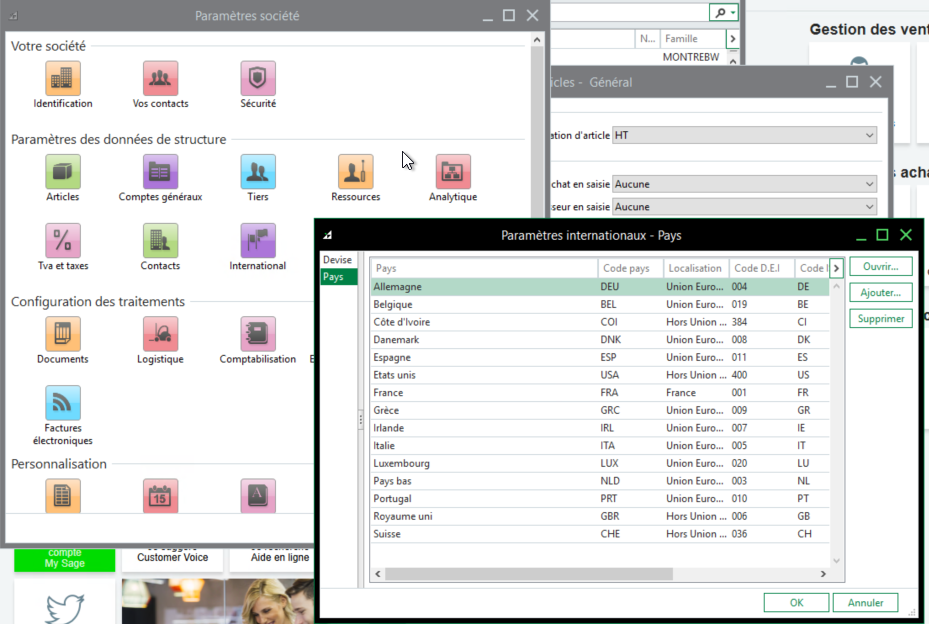 Paramètres société
Votre société
Identification
Vos contacts
Sécurité
Paramètres des données de structure
Articles
Comptes généraux
Tiers
Ressources
Analytique
Tva et taxes
Contacts
International
Configuration des traitements
Documents
Logistique
Comptabilisation
Factures
électroniques
Personnalisation
15
A
compte
My Sage
Customer Voice
Aide en ligne
N... Famille
MONTREBW
Gestion des vent
acha
icles - Général
ation d'article HT
chat en saisie Aucune
sseur en saisie Aucune
Paramètres internationaux - Pays
Devise
Pays
Pays Code pays Localisation Code D.E.I Code I
Allemagne DEU Union Euro... 004 DE
Belgique BEL Union Euro... 019 BE
Côte d'Ivoire COI Hors Union ... 384 CI
Danemark DNK Union Euro... 008 DK
Espagne ESP Union Euro... 011 ES
Etats unis USA Hors Union ... 400 US
France FRA France 001 FR
Grèce GRC Union Euro... 009 GR
Irlande IRL Union Euro... 007 IE
Italie ITA Union Euro... 005 IT
Luxembourg LUX Union Euro... 020 LU
Pays bas NLD Union Euro... 003 NL
Portugal PRT Union Euro... 010 PT
Royaume uni GBR Hors Union ... 006 GB
Suisse CHE Hors Union ... 036 CH
Ouvrir...
Ajouter...
Supprimer
OK
Annuler